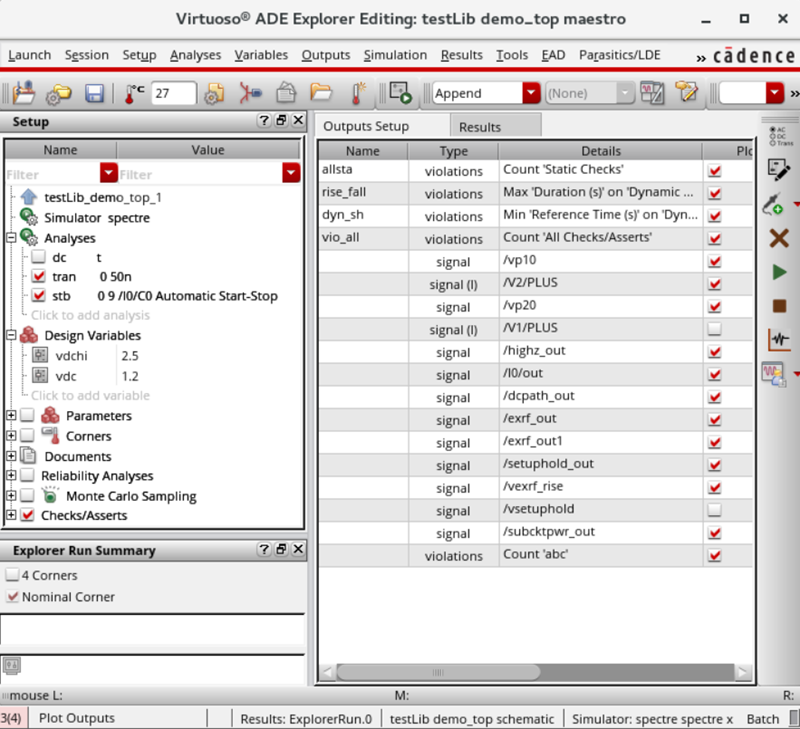 Virtuoso® ADE Explorer Editing: testLib demo_top maestro
Launch Session Setup Analyses Variables Outputs Simulation Results Tools EAD Parasitics/LDE » cādence
°C 27 Append (None) »
Setup
Name Value
Filter Filter
testLib_demo_top_1
Simulator spectre
Analyses
dc t
tran 0 50n
stb 0 9 /I0/C0 Automatic Start-Stop
Click to add analysis
Design Variables
vdchi 2.5
vdc 1.2
Click to add variable
Parameters
Corners
Documents
Reliability Analyses
Monte Carlo Sampling
Checks/Asserts
Explorer Run Summary
4 Corners
Nominal Corner
Outputs Setup Results
Name Type Details Plo
allsta violations Count 'Static Checks'
rise_fall violations Max 'Duration (s)' on 'Dynamic ...
dyn_sh violations Min 'Reference Time (s)' on 'Dyn...
vio_all violations Count 'All Checks/Asserts'
signal /vp10
signal (I) /V2/PLUS
signal /vp20
signal (I) /V1/PLUS
signal /highz_out
signal /I0/out
signal /dcpath_out
signal /exrf_out
signal /exrf_out1
signal /setuphold_out
signal /vexrf_rise
signal /vsetuphold
signal /subcktpwr_out
violations Count 'abc'
AC
DC
Trans
mouse L: M: R:
3(4) Plot Outputs Results: ExplorerRun.0 testLib demo_top schematic Simulator: spectre spectre x Batch